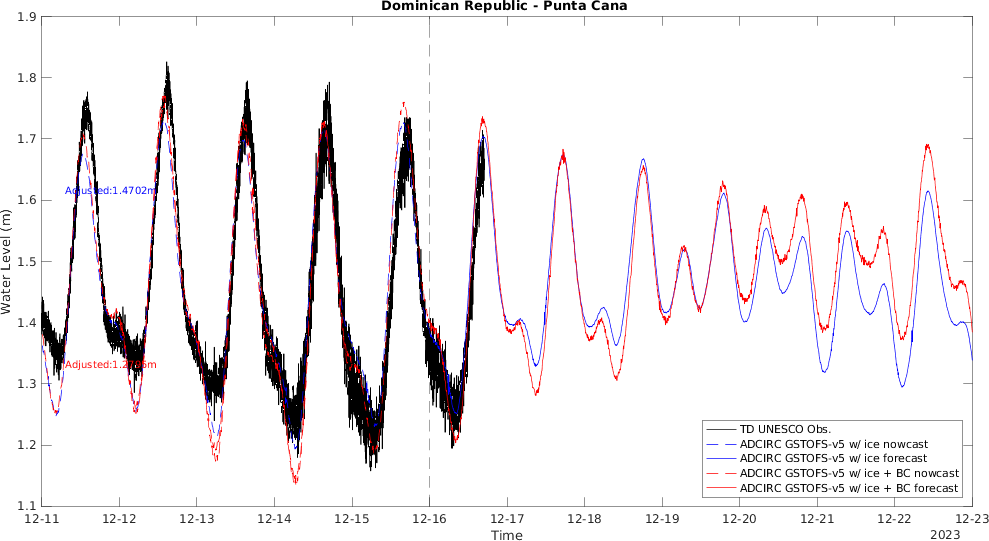 Dominican Republic - Punta Cana
Water Level (m)
1.9
1.8
1.7
1.6
1.5
1.4
1.3
1.2
1.1
Adjusted:1.4702m
12-11
12-12
12-13
12-14
12-15
12-16
12-17
12-18
12-19
12-20
12-21
12-22
12-23
Time
2023
TD UNESCO Obs.
ADCIRC GSTOFS-v5 w/ ice nowcast
ADCIRC GSTOFS-v5 w/ ice forecast
ADCIRC GSTOFS-v5 w/ ice + BC nowcast
ADCIRC GSTOFS-v5 w/ ice + BC forecast